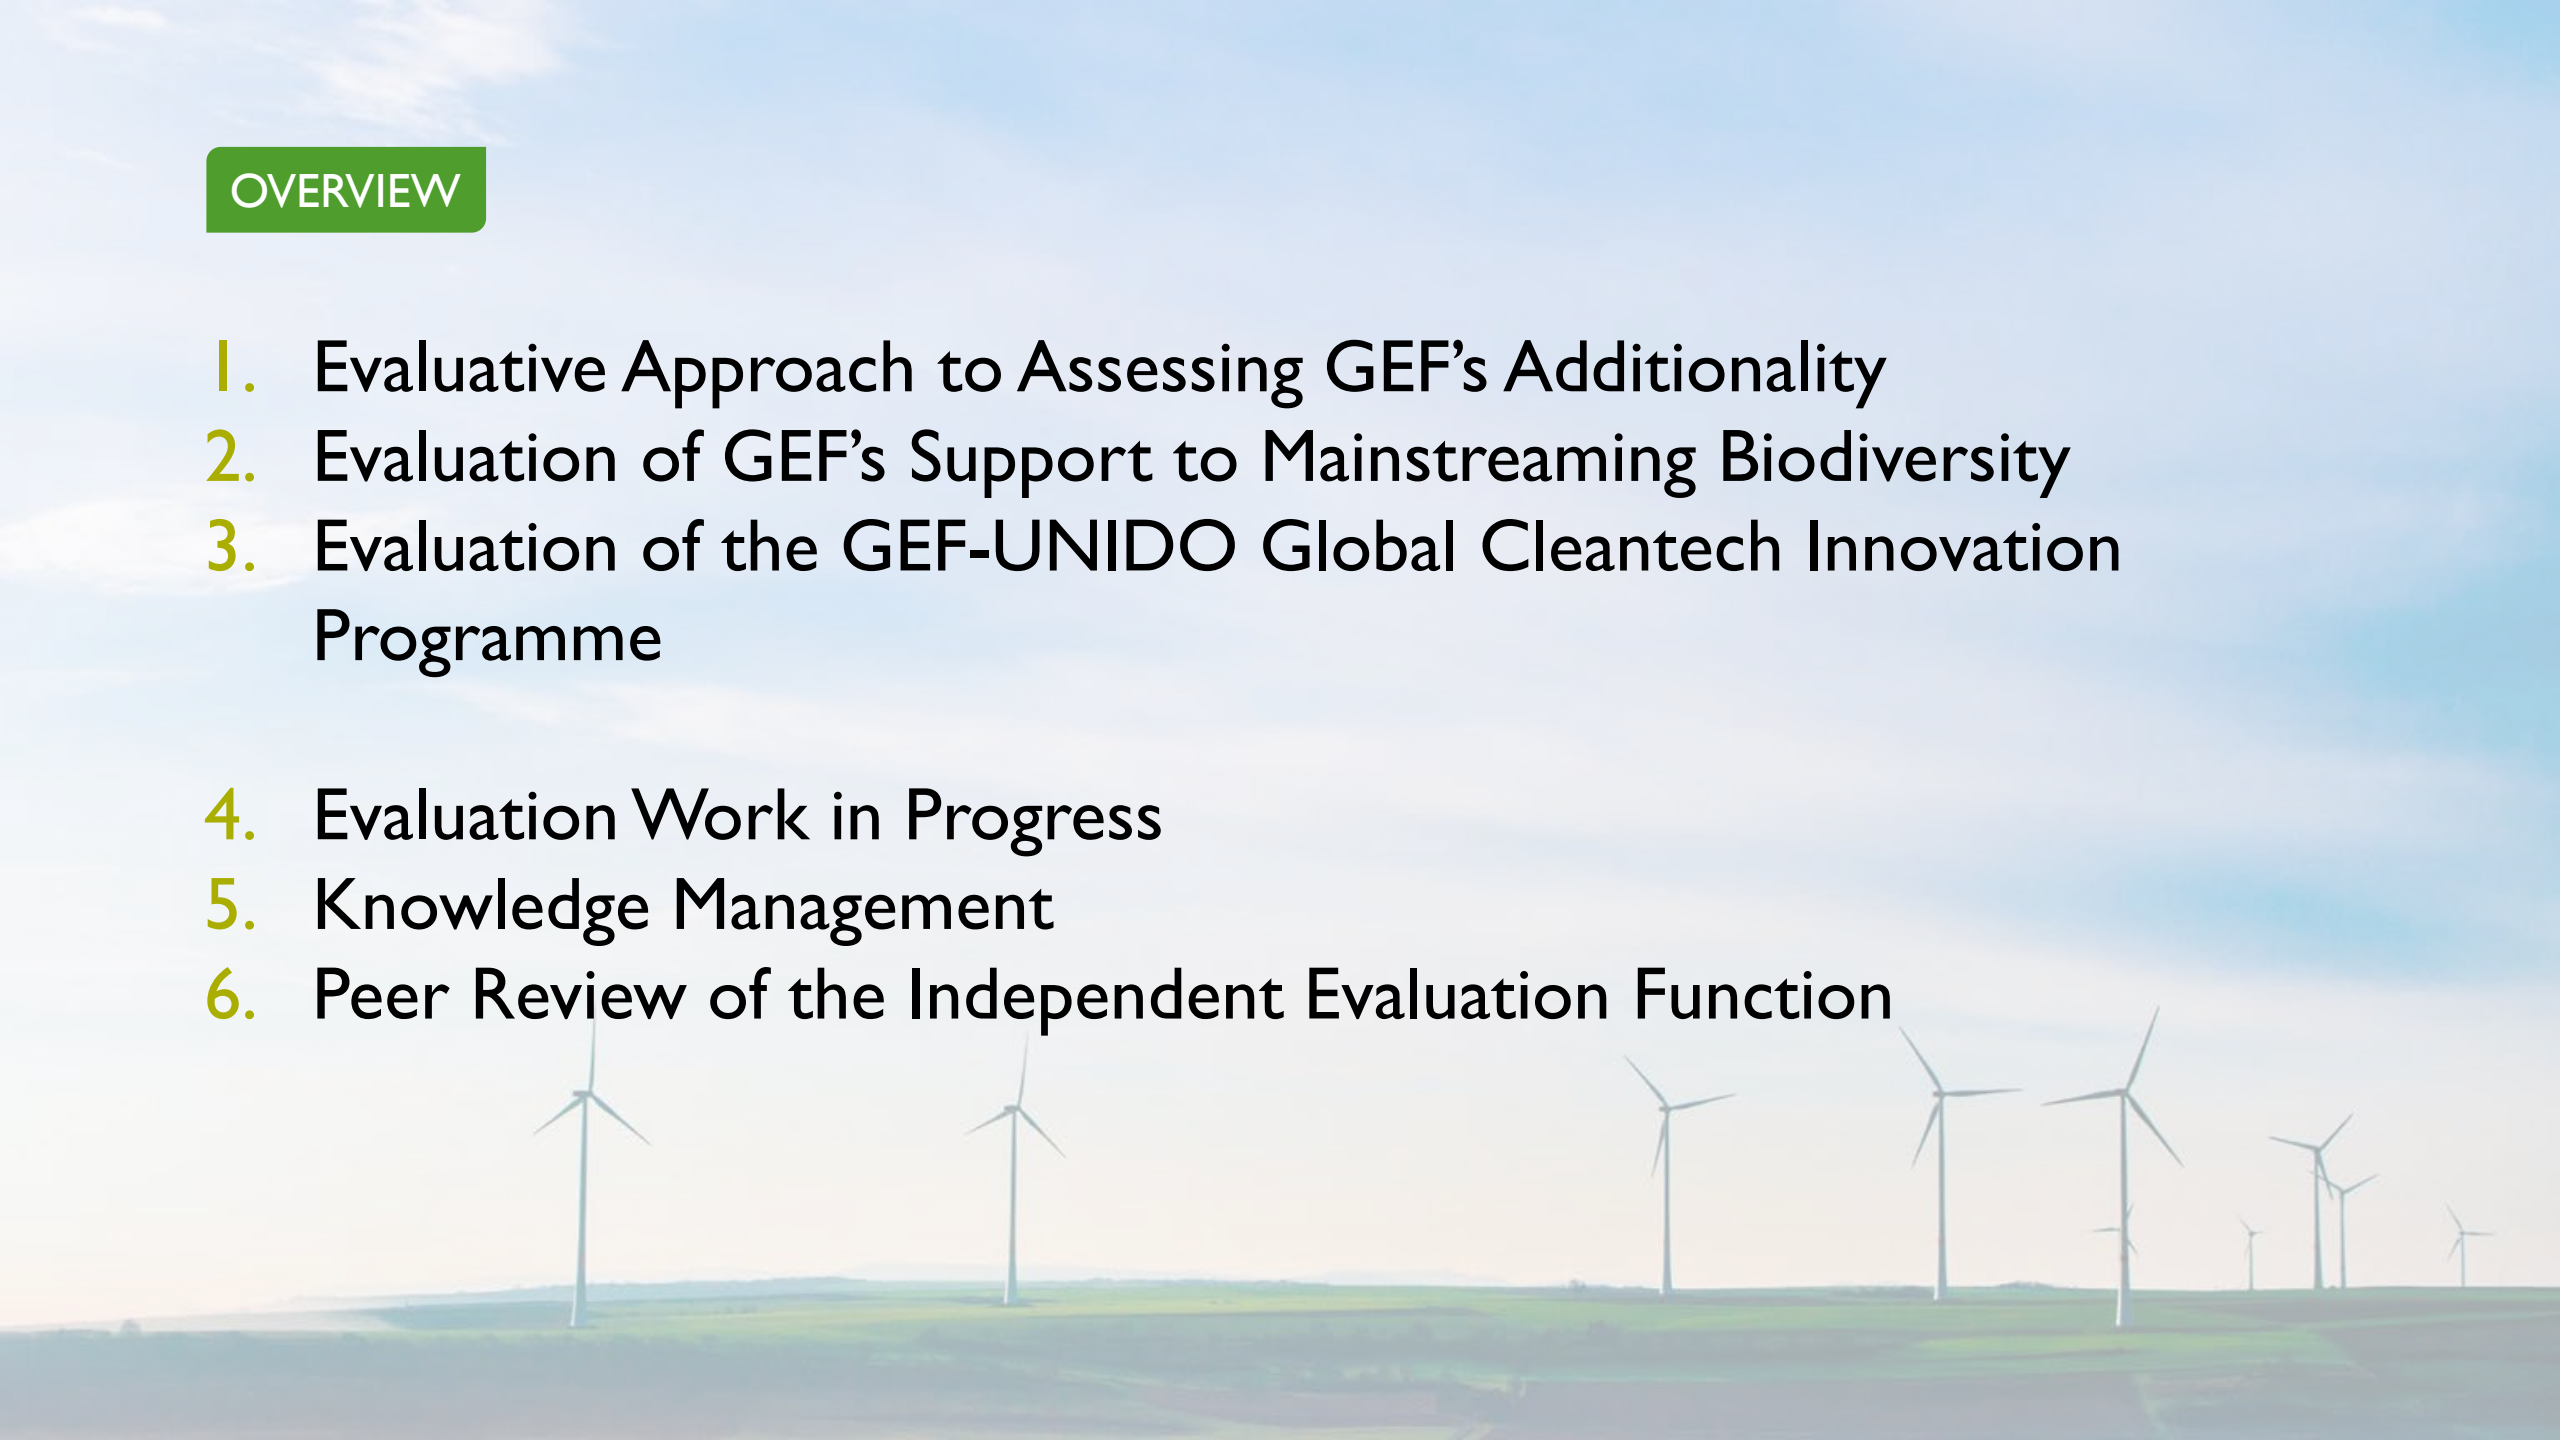 OVERVIEW
1. Evaluative Approach to Assessing GEF’s Additionality
2. Evaluation of GEF’s Support to Mainstreaming Biodiversity
3. Evaluation of the GEF-UNIDO Global Cleantech Innovation
Programme
4. Evaluation Work in Progress
5. Knowledge Management
6. Peer Review of the Independent Evaluation Function